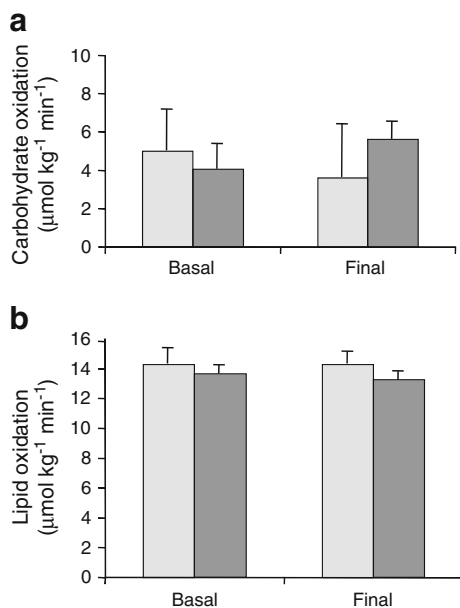 a
Carbohydrate oxidation
(µmol kg⁻¹ min⁻¹)
10
8
6
4
2
0
Basal Final
b
Lipid oxidation
(µmol kg⁻¹ min⁻¹)
16
14
12
10
8
6
4
2
0
Basal Final